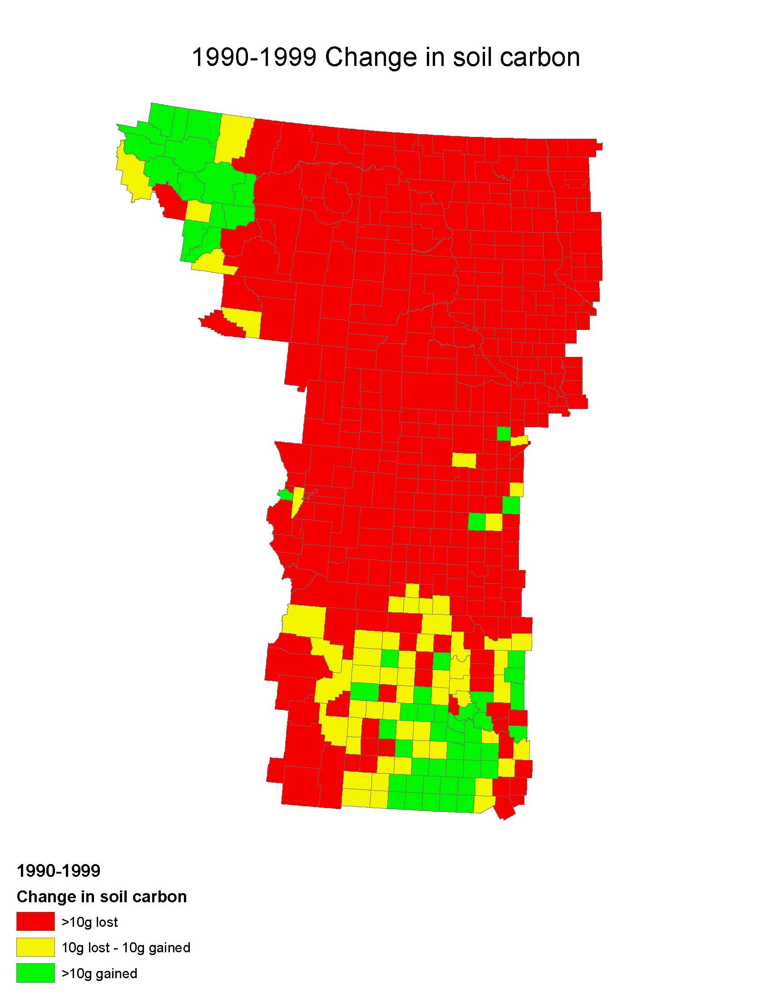 1990-1999 Change in soil carbon
1990-1999
Change in soil carbon
>10g lost
10g lost - 10g gained
>10g gained